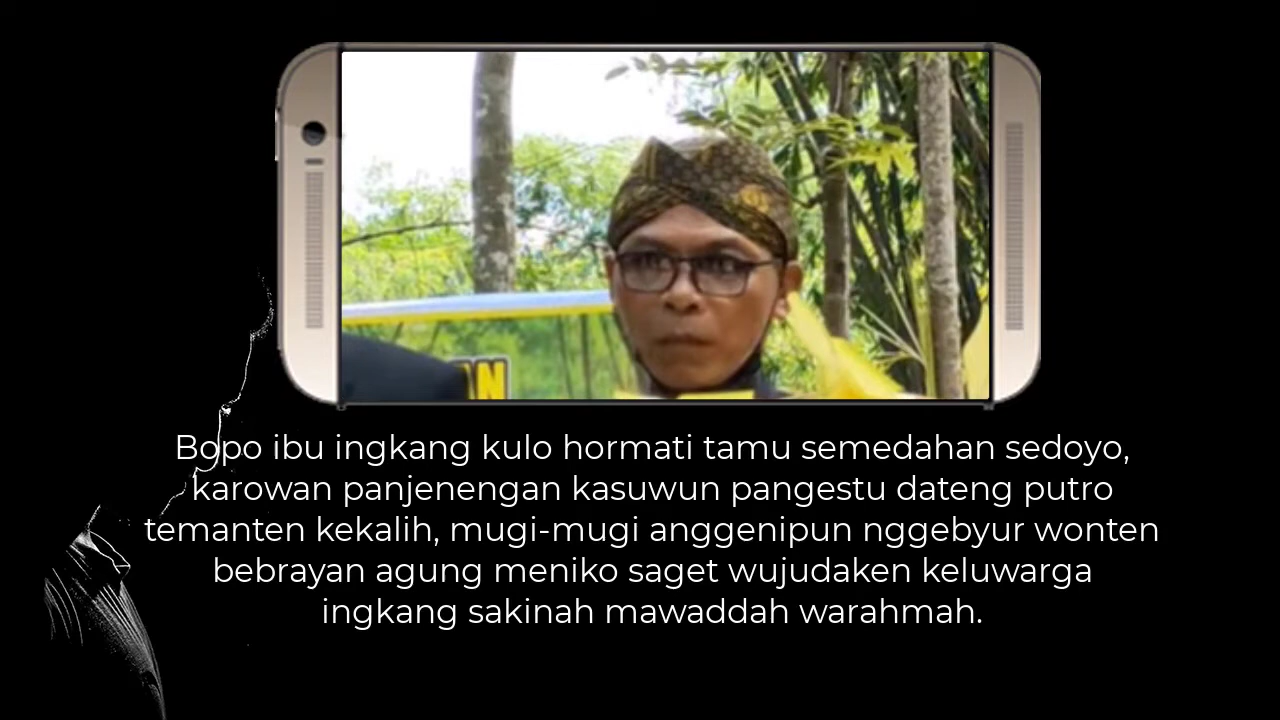 Bopo ibu ingkang kulo hormati tamu semedahan sedoyo,
karowan panjenengan kasuwun pangestu dateng putro
temanten kekalih, mugi-mugi anggenipun nggebyur wonten
bebrayan agung meniko saget wujudaken keluwarga
ingkang sakinah mawaddah warahmah.